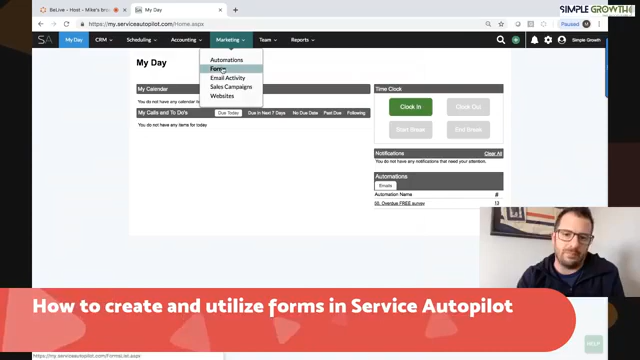 BeLive - Host - Mike's bre
My Day
SIMPLE GROWTH
https://my.serviceautopilot.com/Home.aspx
Paused
SA
My Day
CRM
Scheduling
Accounting
Marketing
Team
Reports
Simple Growth
Automations
Forms
Email Activity
Sales Campaigns
Websites
My Day
My Calendar
You do not have any calendar
My Calls and To Do's
Due Today
Due In Next 7 Days
No Due Date
Past Due
Following
You do not have any items for today
Time Clock
Clock In
Clock Out
Start Break
End Break
Notifications
Clear All
You do not have any notifications that need your attention.
Automations
Emails
Automation Name
#
Overdue FREE survey
13
How to create and utilize forms in Service Autopilot
HELP
https://my.serviceautopilot.com/FormsList.aspx